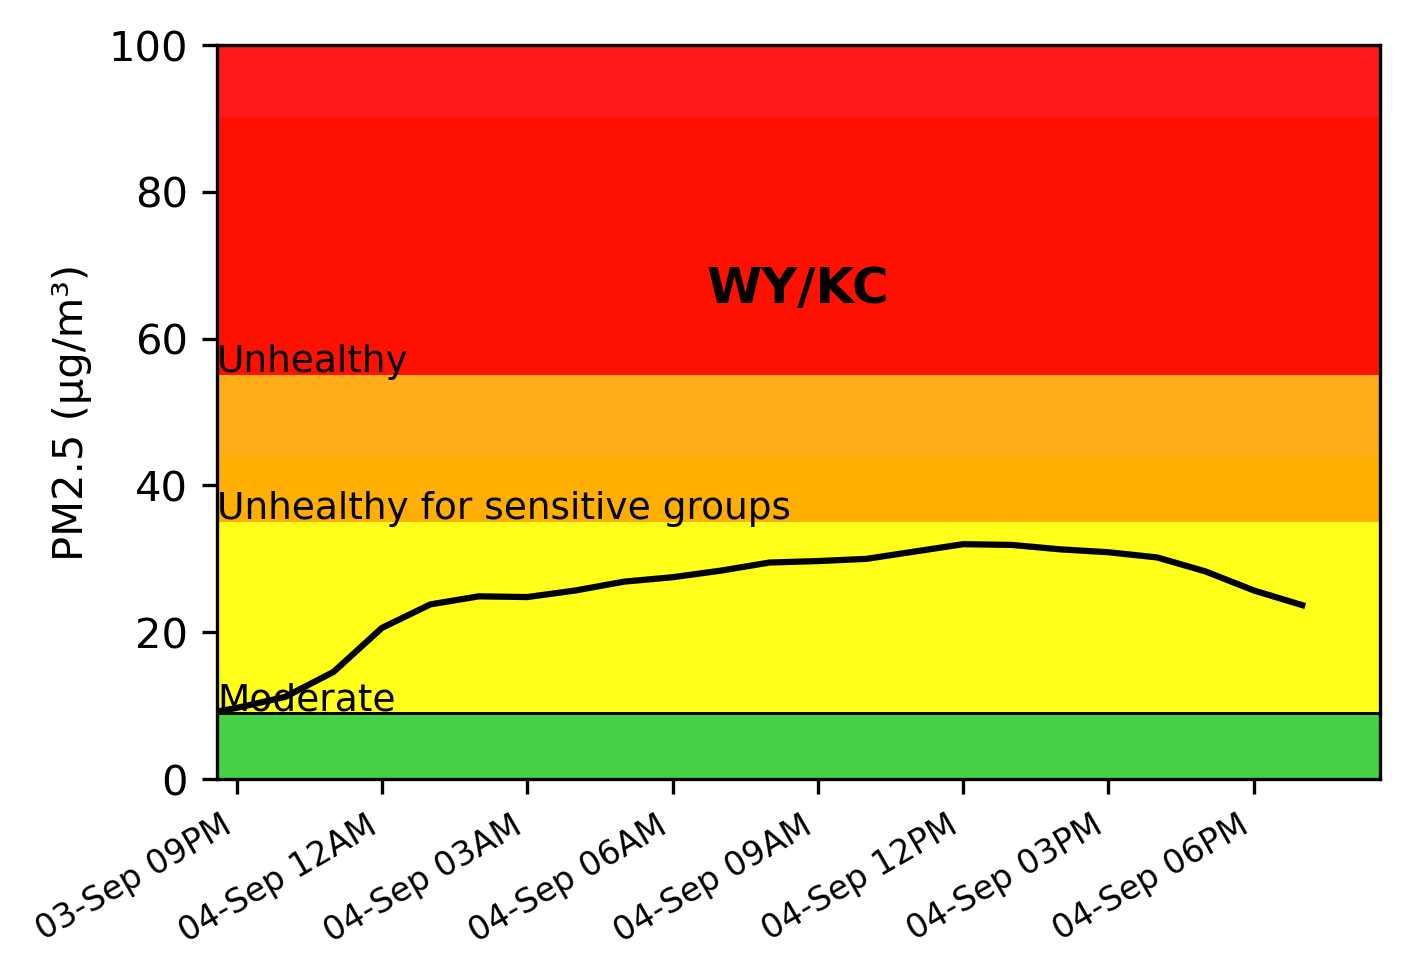 100
80
60
40
20
0
PM2.5 (µg/m³)
WY/KC
Unhealthy
Unhealthy for sensitive groups
Moderate
03-Sep 09PM
04-Sep 12AM
04-Sep 03AM
04-Sep 06AM
04-Sep 09AM
04-Sep 12PM
04-Sep 03PM
04-Sep 06PM